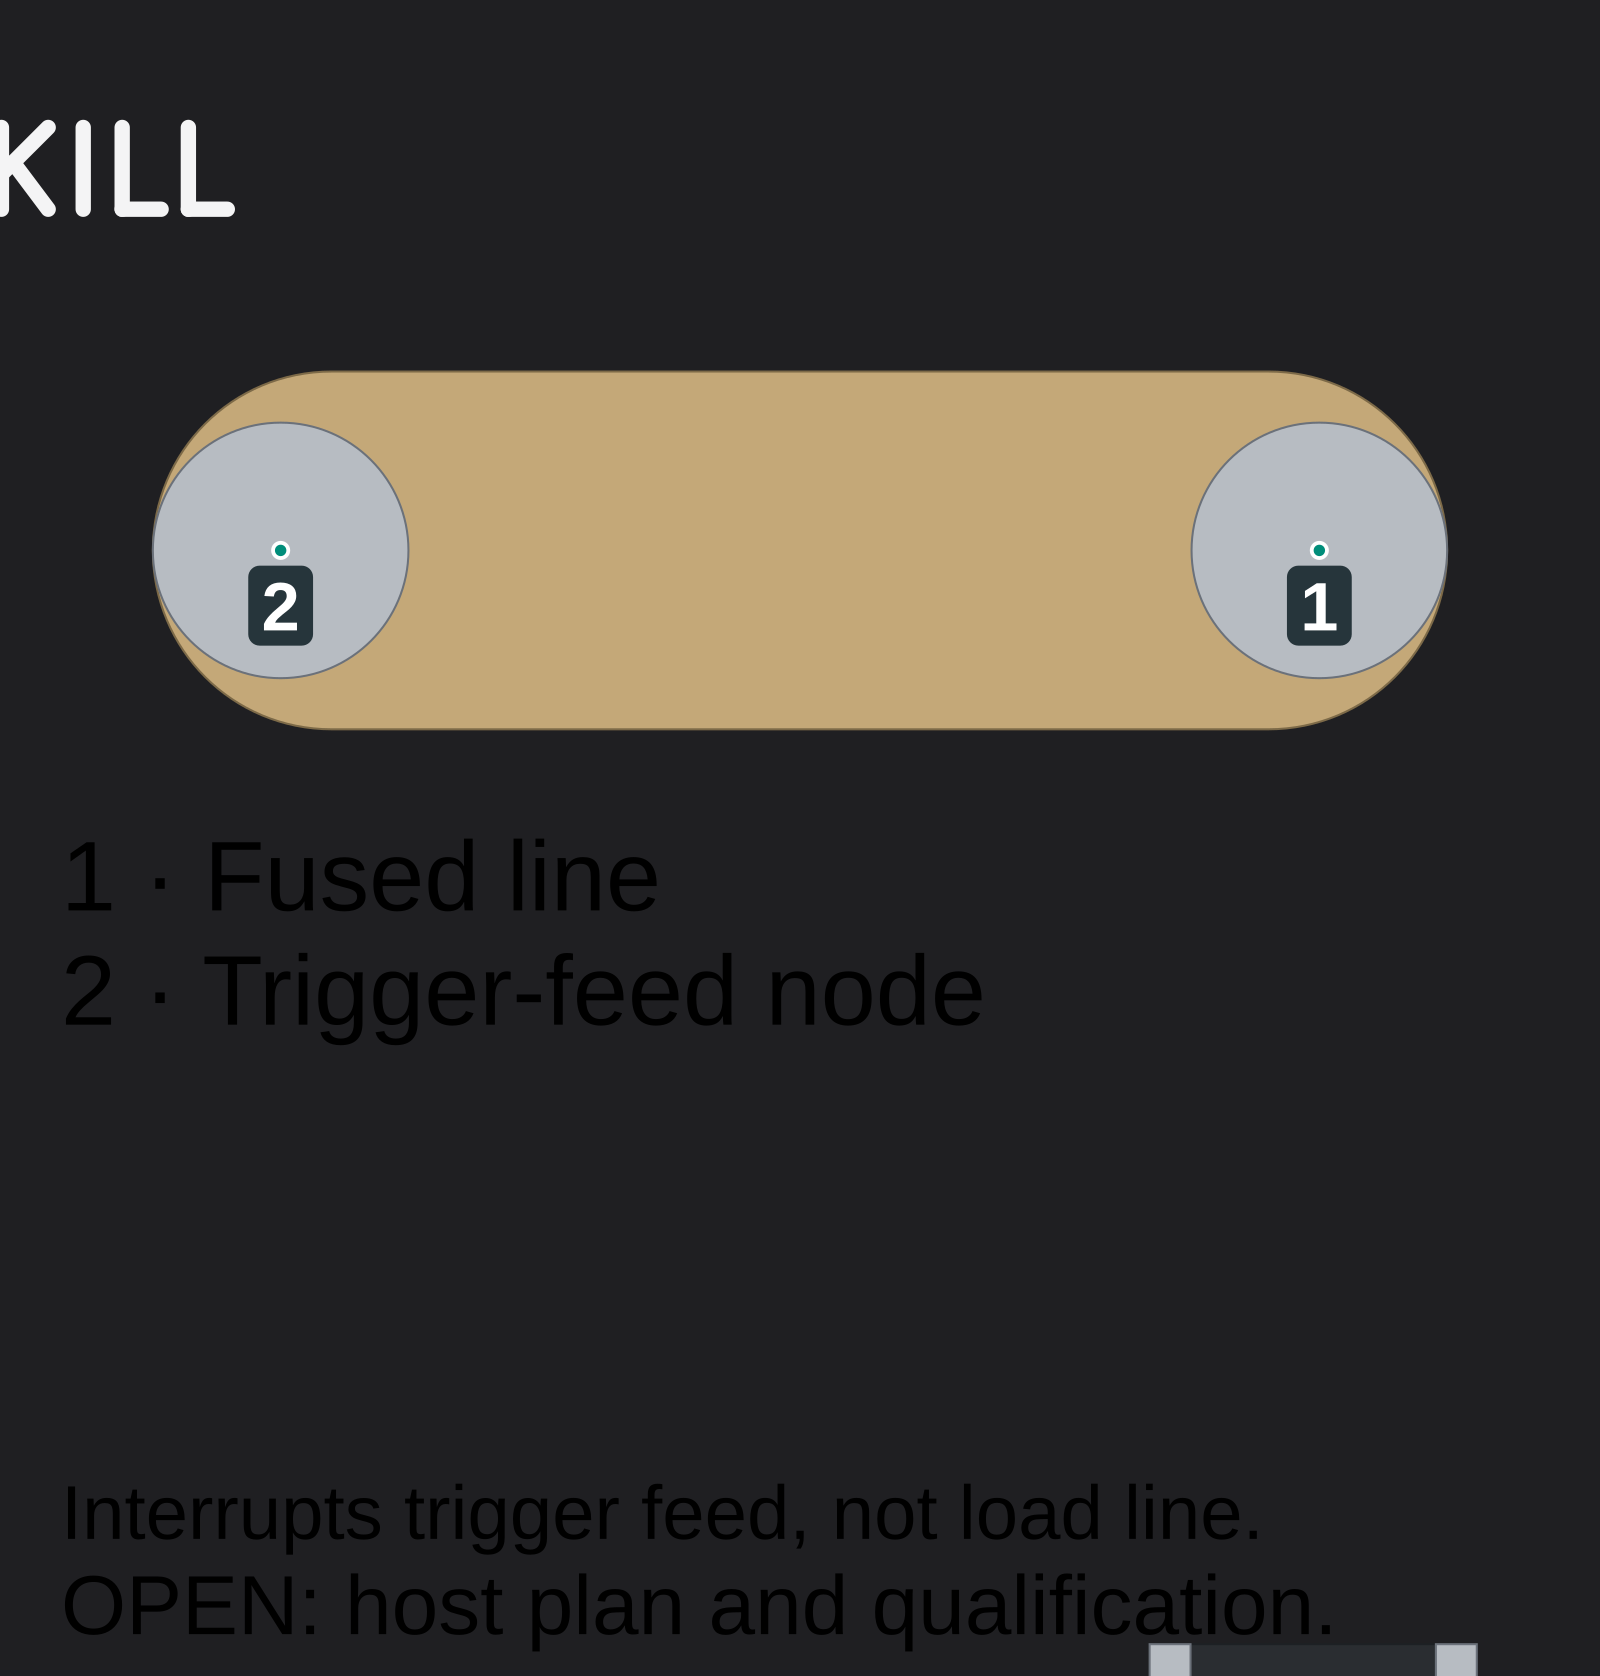 KILL
2
1
1 · Fused line
2 · Trigger-feed node
Interrupts trigger feed, not load line.
OPEN: host plan and qualification.